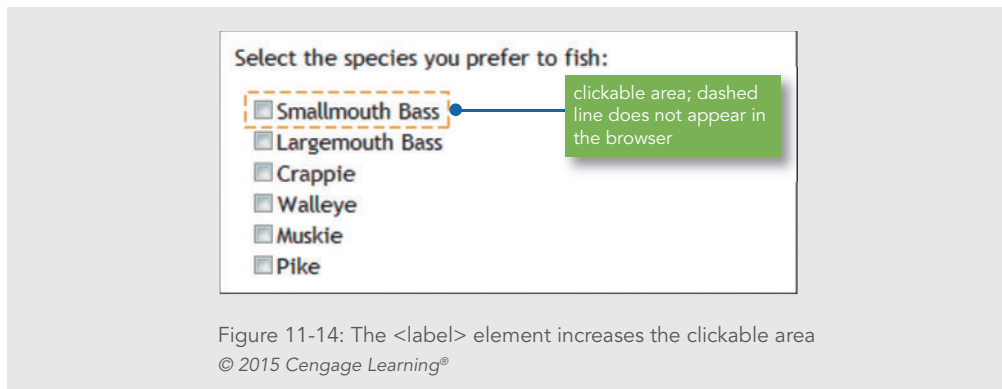 Select the species you prefer to fish:
Smallmouth Bass
clickable area; dashed
line does not appear in
the browser
Largemouth Bass
Crappie
Walleye
Muskie
Pike
Figure 11-14: The <label> element increases the clickable area
© 2015 Cengage Learning®